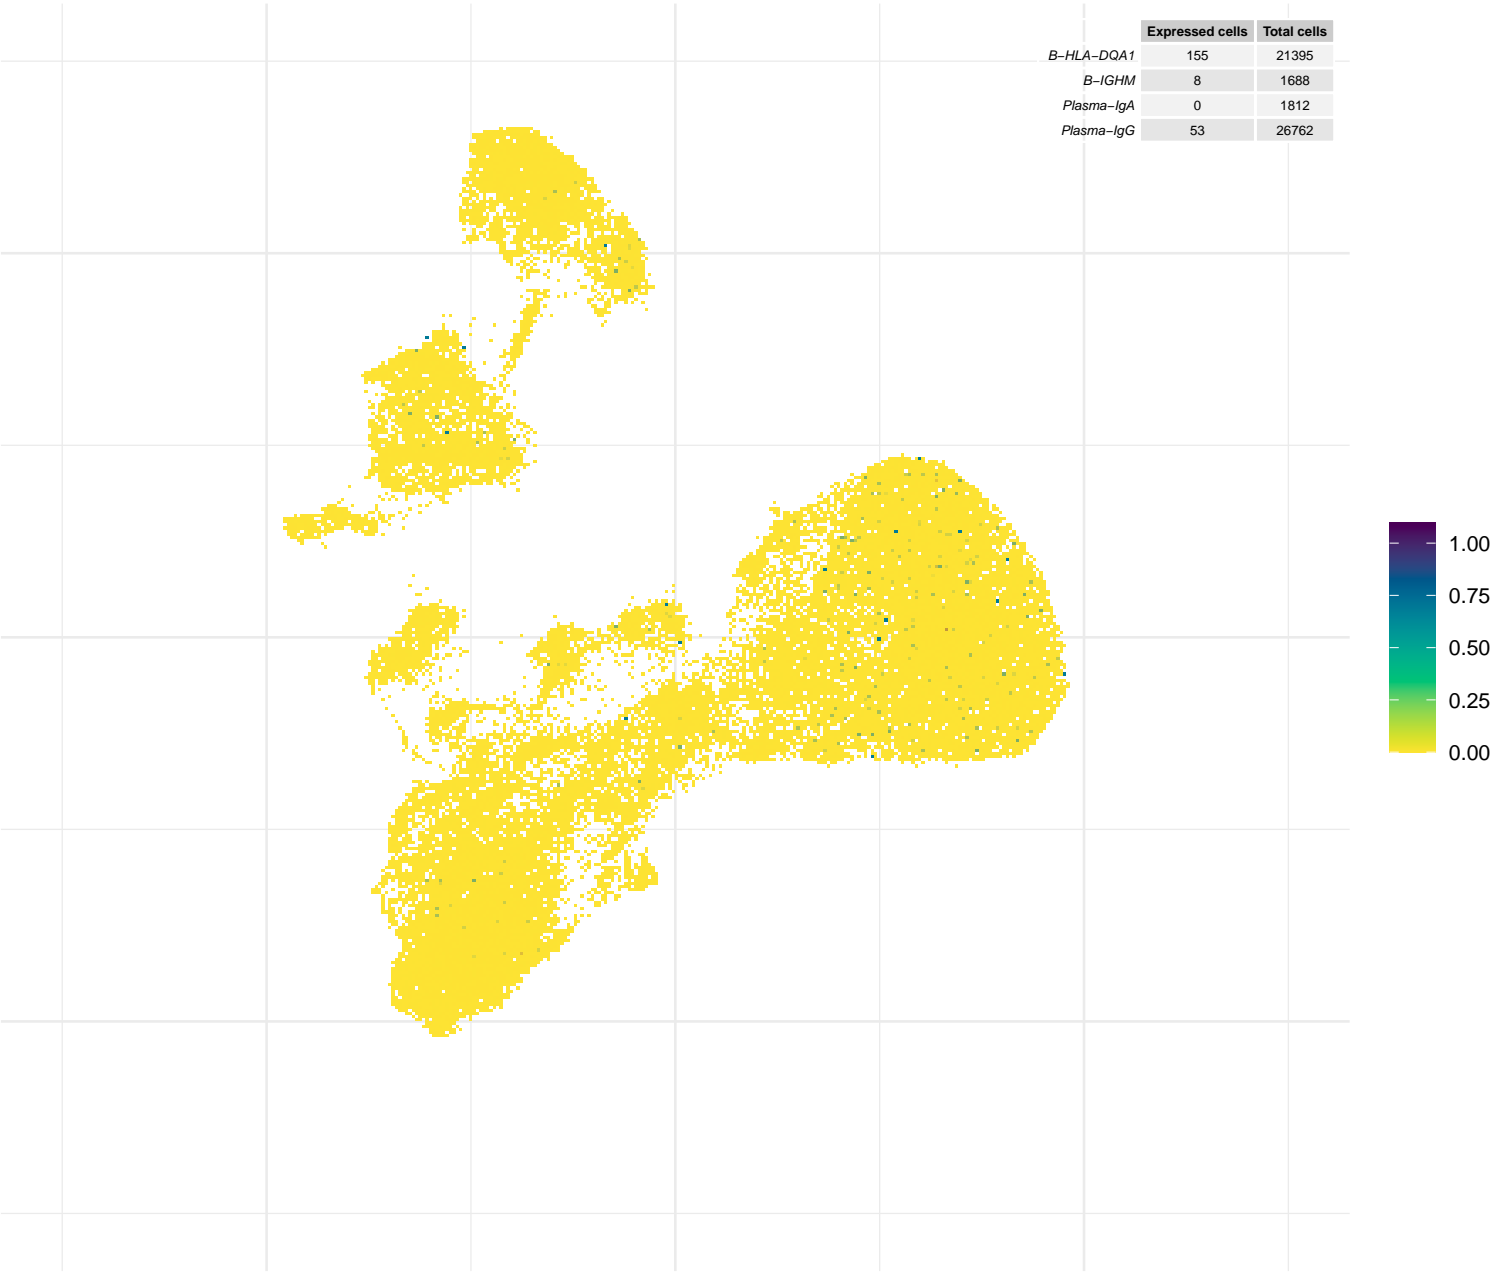 Expressed cells Total cells
B−HLA−DQA1 155 21395
B−IGHM 8 1688
Plasma−IgA 0 1812
Plasma−IgG 53 26762
1.00
0.75
0.50
0.25
0.00